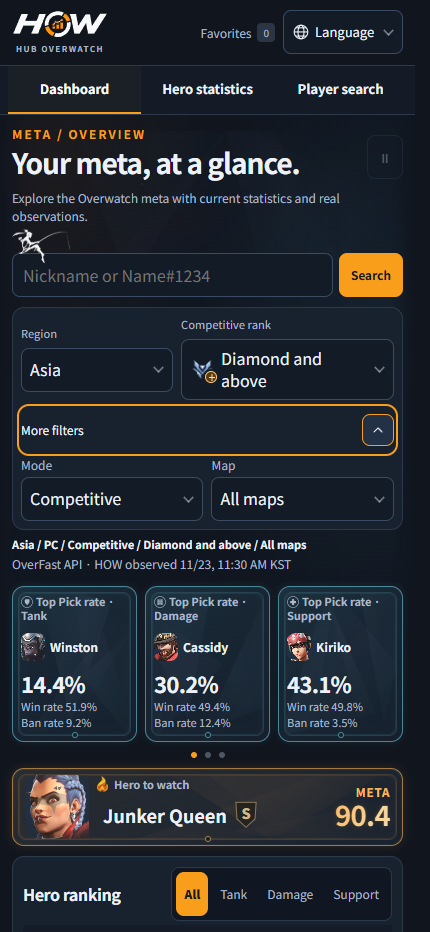 HOW
HUB OVERWATCH
Favorites 0
Language
Dashboard
Hero statistics
Player search
META / OVERVIEW
Your meta, at a glance.
Explore the Overwatch meta with current statistics and real
observations.
Nickname or Name#1234
Search
Region
Asia
Competitive rank
Diamond and
above
More filters
Mode
Competitive
Map
All maps
Asia / PC / Competitive / Diamond and above / All maps
OverFast API · HOW observed 11/23, 11:30 AM KST
Top Pick rate ·
Tank
Winston
14.4%
Win rate 51.9%
Ban rate 9.2%
Top Pick rate ·
Damage
Cassidy
30.2%
Win rate 49.4%
Ban rate 12.4%
Top Pick rate ·
Support
Kiriko
43.1%
Win rate 49.8%
Ban rate 3.5%
Hero to watch
Junker Queen S
META
90.4
Hero ranking
All
Tank
Damage
Support